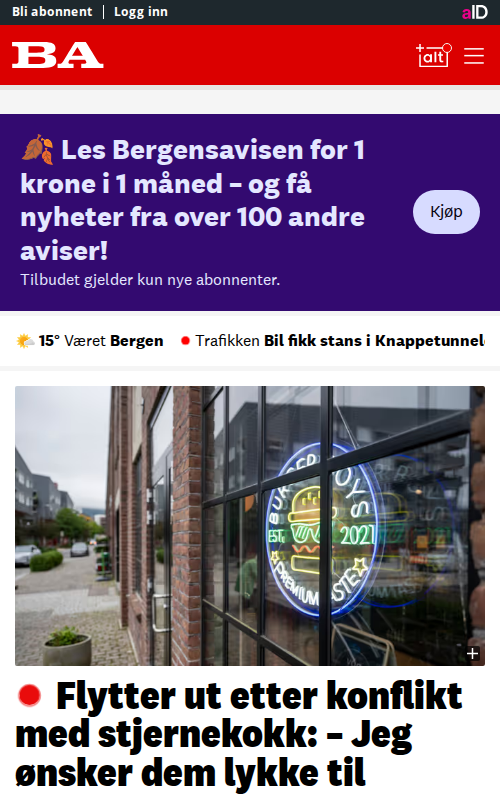 Bli abonnent | Logg inn aID
BA alt
🍂 Les Bergensavisen for 1
krone i 1 måned – og få
nyheter fra over 100 andre
aviser!
Kjøp
Tilbudet gjelder kun nye abonnenter.
15° Været Bergen Trafikken Bil fikk stans i Knappetunnel
BURGER BOYS
EST. 2021
PREMIUM TASTE
Flytter ut etter konflikt
med stjernekokk: – Jeg
ønsker dem lykke til